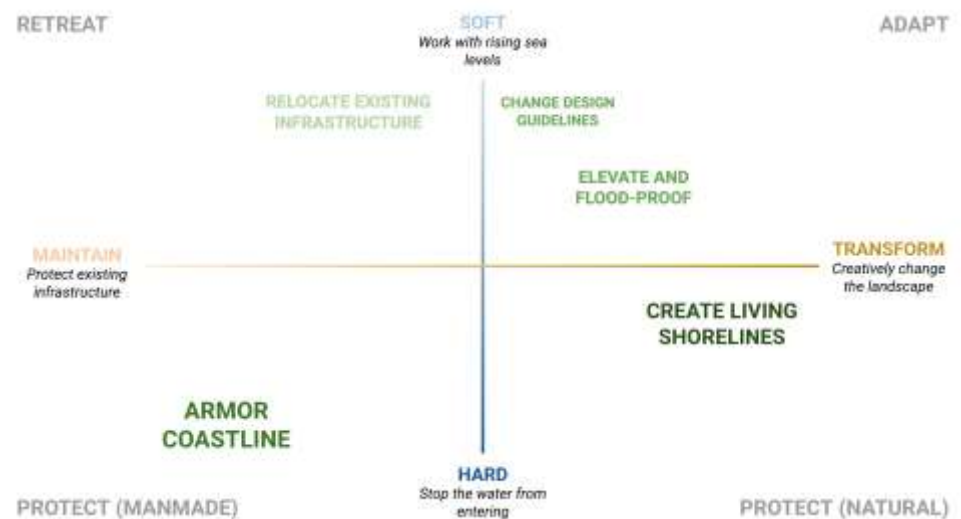 RETREAT
SOFT
ADAPT
Work with rising sea
levels
RELOCATE EXISTING
INFRASTRUCTURE
CHANGE DESIGN
GUIDELINES
ELEVATE AND
FLOOD-PROOF
MAINTAIN
Protect existing
infrastructure
TRANSFORM
Creatively change
the landscape
CREATE LIVING
SHORELINES
ARMOR
COASTLINE
HARD
Stop the water from
entering
PROTECT (MANMADE)
PROTECT (NATURAL)